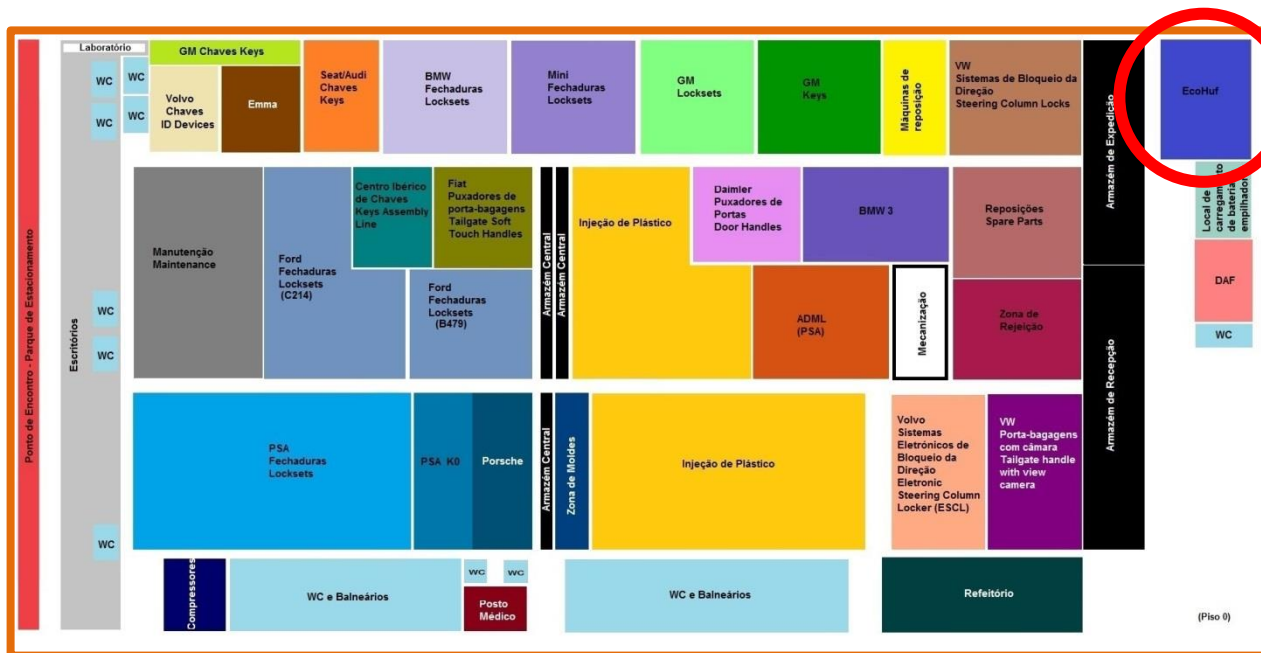 Laboratório
GM Chaves Keys
WC
WC
WC
WC
Volvo
Chaves
ID Devices
Emma
Seat/Audi
Chaves
Keys
BMW
Fechaduras
Locksets
Mini
Fechaduras
Locksets
GM
Locksets
GM
Keys
Máquinas de
reposição
VW
Sistemas de Bloqueio da
Direção
Steering Column Locks
Armazém de Expedição
EcoHuf
Ponto de Encontro - Parque de Estacionamento
Escritórios
WC
WC
WC
Manutenção
Maintenance
Ford
Fechaduras
Locksets
(C214)
Centro Ibérico
de Chaves
Keys Assembly
Line
Fiat
Puxadores de
porta-bagagens
Tailgate Soft
Touch Handles
Ford
Fechaduras
Locksets
(B479)
Armazém Central
Armazém Central
Injeção de Plástico
Daimler
Puxadores de
Portas
Door Handles
BMW 3
ADML
(PSA)
Mecanização
Reposições
Spare Parts
Zona de
Rejeição
Local de
carregamento
de bateria
empilhador
DAF
WC
Armazém de Recepção
PSA
Fechaduras
Locksets
PSA K0
Porsche
Armazém Central
Zona de Moldes
Injeção de Plástico
Volvo
Sistemas
Eletrónicos de
Bloqueio da
Direção
Eletronic
Steering Column
Locker (ESCL)
VW
Porta-bagagens
com câmara
Tailgate handle
with view
camera
Compressores
WC e Balneários
WC
WC
Posto
Médico
WC e Balneários
Refeitório
(Piso 0)